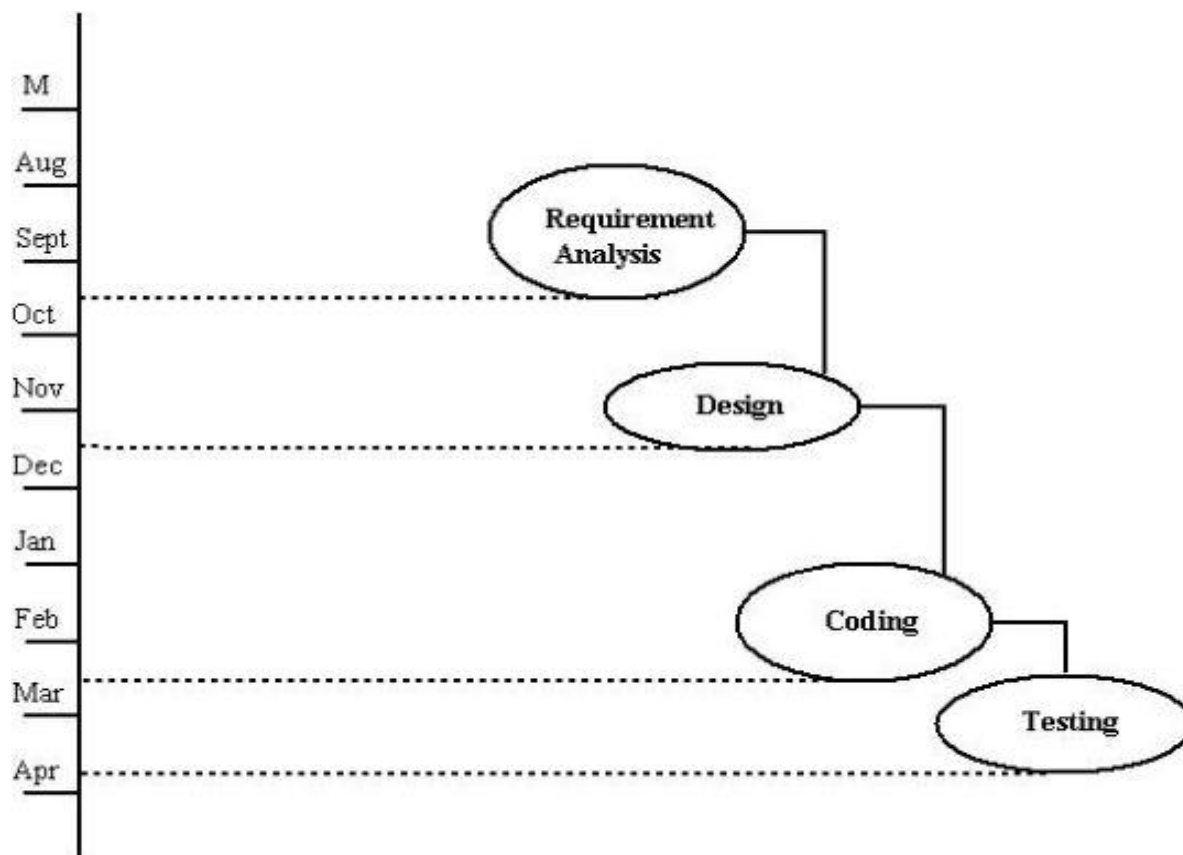 M
Aug
Sept
Oct
Nov
Dec
Jan
Feb
Mar
Apr
Requirement
Analysis
Design
Coding
Testing